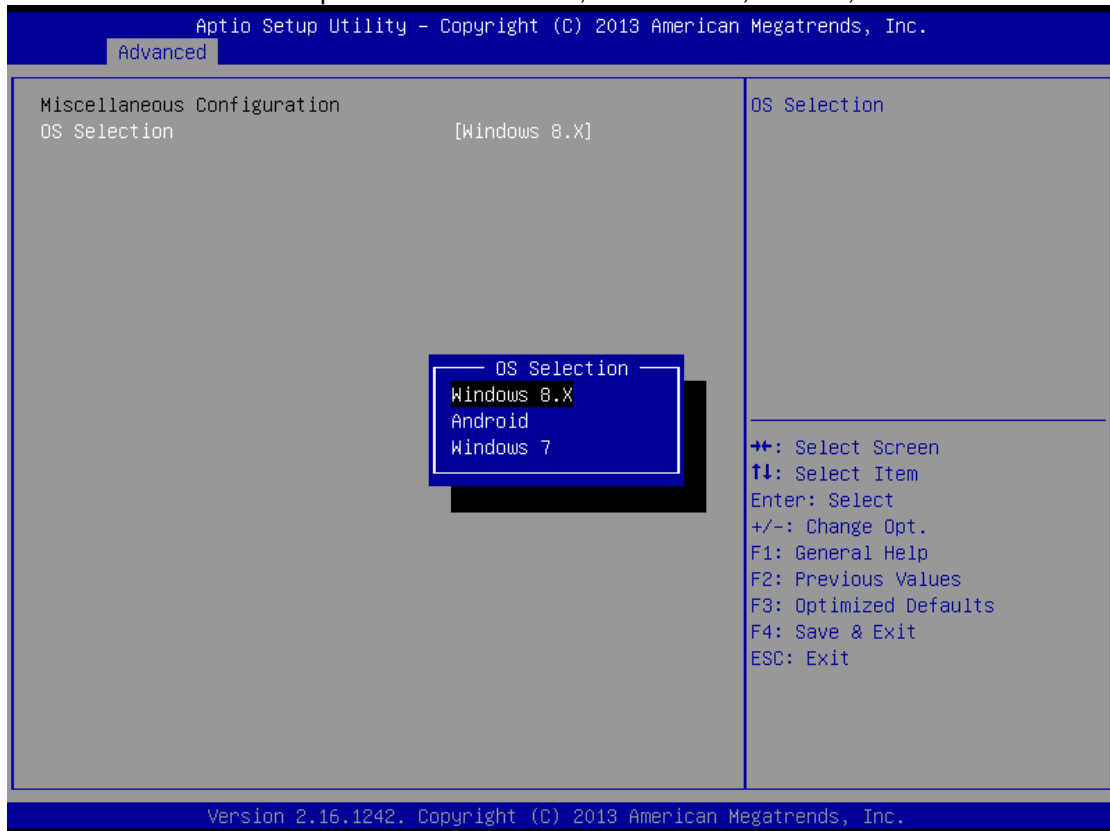 Aptio Setup Utility – Copyright (C) 2013 American Megatrends, Inc.
Advanced
Miscellaneous Configuration
OS Selection [Windows 8.X]
OS Selection
OS Selection
Windows 8.X
Android
Windows 7
→←: Select Screen
↑↓: Select Item
Enter: Select
+/-: Change Opt.
F1: General Help
F2: Previous Values
F3: Optimized Defaults
F4: Save & Exit
ESC: Exit
Version 2.16.1242. Copyright (C) 2013 American Megatrends, Inc.